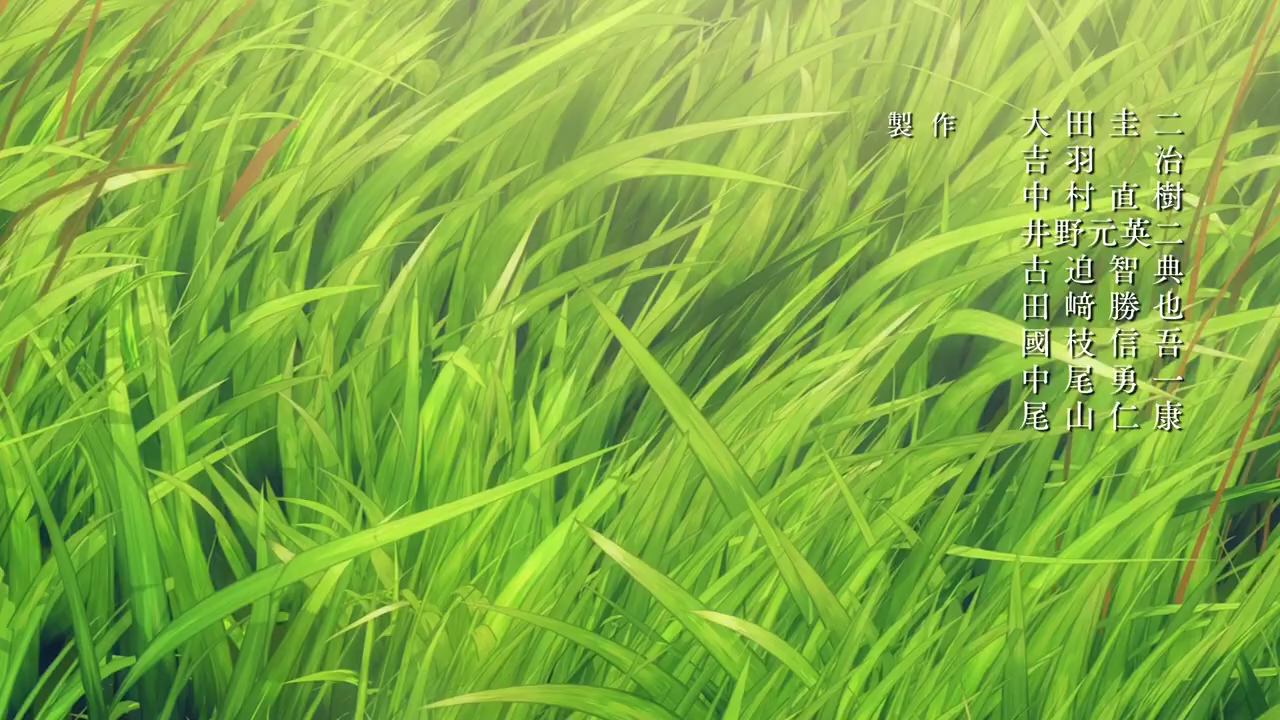 製作 大田圭二
吉羽 治
中村直樹
井野元英二
古迫智典
田﨑勝也
國枝信吾
中尾勇一
尾山仁康